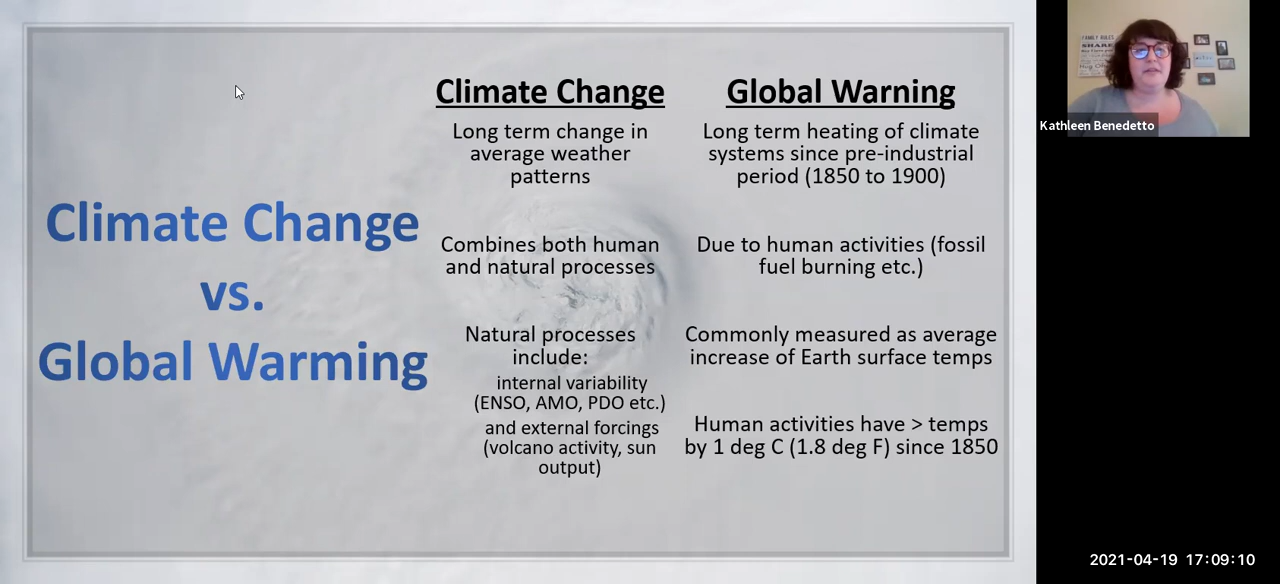 Climate Change
vs.
Global Warming
Climate Change
Long term change in
average weather
patterns
Combines both human
and natural processes
Natural processes
include:
internal variability
(ENSO, AMO, PDO etc.)
and external forcings
(volcano activity, sun
output)
Global Warning
Long term heating of climate
systems since pre-industrial
period (1850 to 1900)
Due to human activities (fossil
fuel burning etc.)
Commonly measured as average
increase of Earth surface temps
Human activities have > temps
by 1 deg C (1.8 deg F) since 1850
FAMILY RULES
SHARE
Kathleen Benedetto
2021-04-19 17:09:10